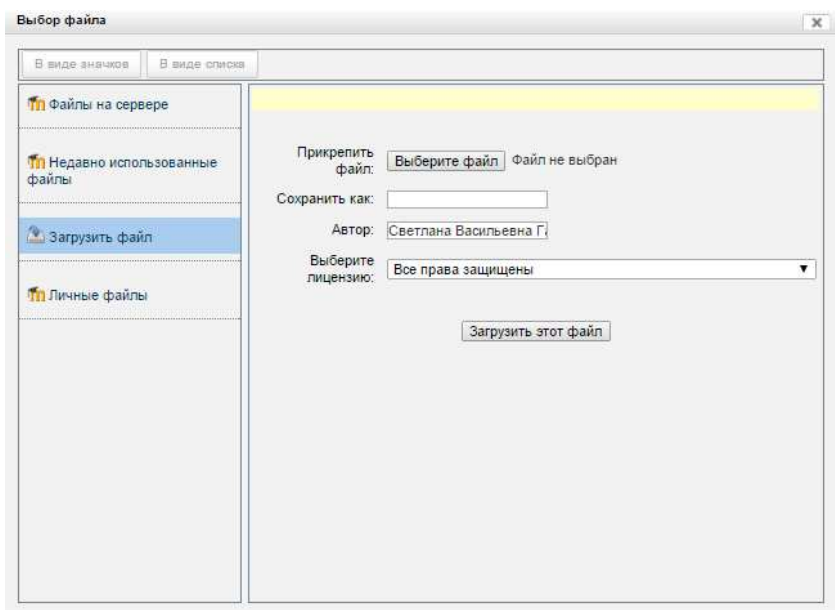 Выбор файла
В виде значков В виде списка
Файлы на сервере
Недавно использованные
файлы
Загрузить файл
Личные файлы
Прикрепить
файл: Выберите файл Файл не выбран
Сохранить как:
Автор: Светлана Васильевна Г
Выберите
лицензию: Все права защищены
Загрузить этот файл